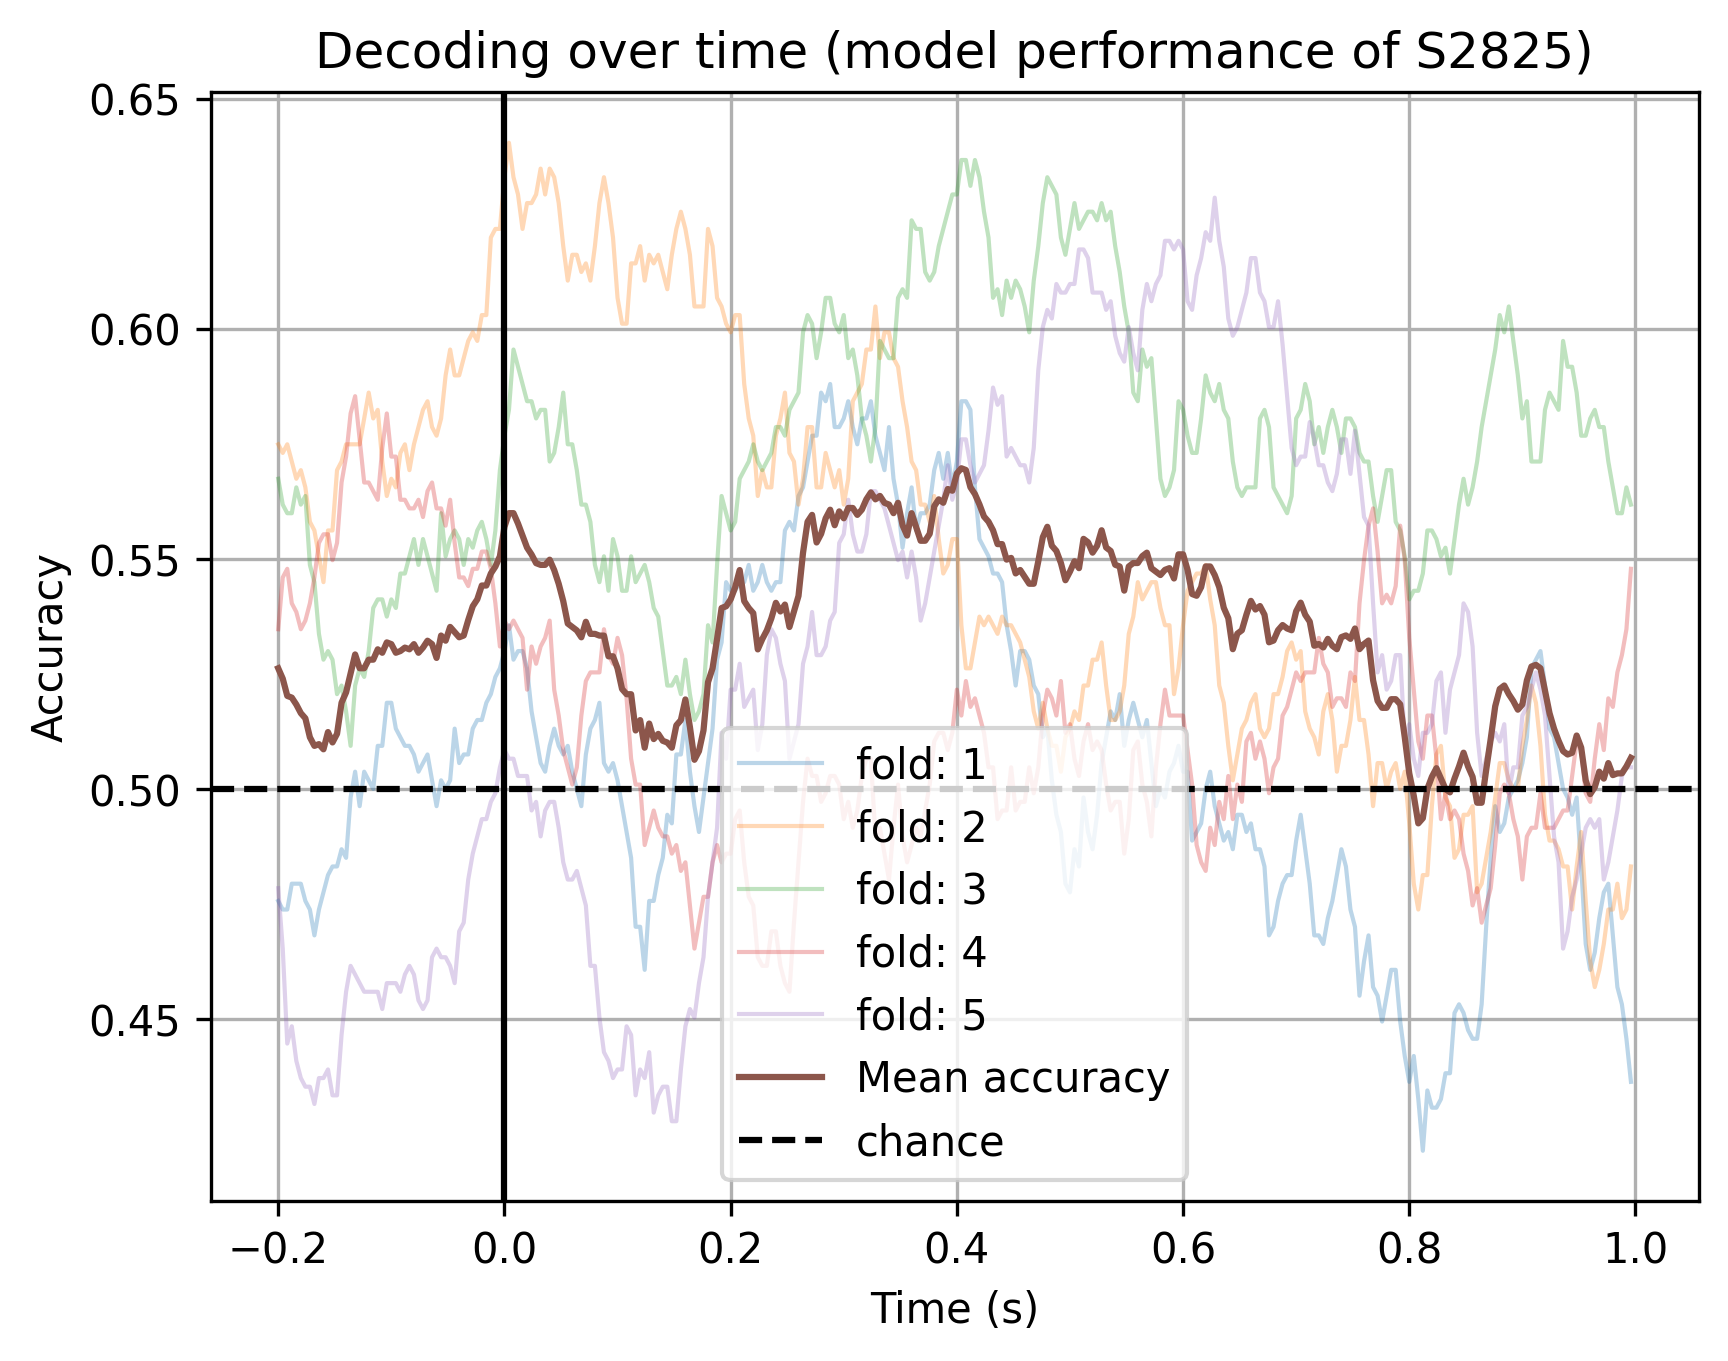 Decoding over time (model performance of S2825)
0.65
0.60
0.55
0.50
0.45
Accuracy
fold: 1
fold: 2
fold: 3
fold: 4
fold: 5
Mean accuracy
chance
−0.2 0.0 0.2 0.4 0.6 0.8 1.0
Time (s)